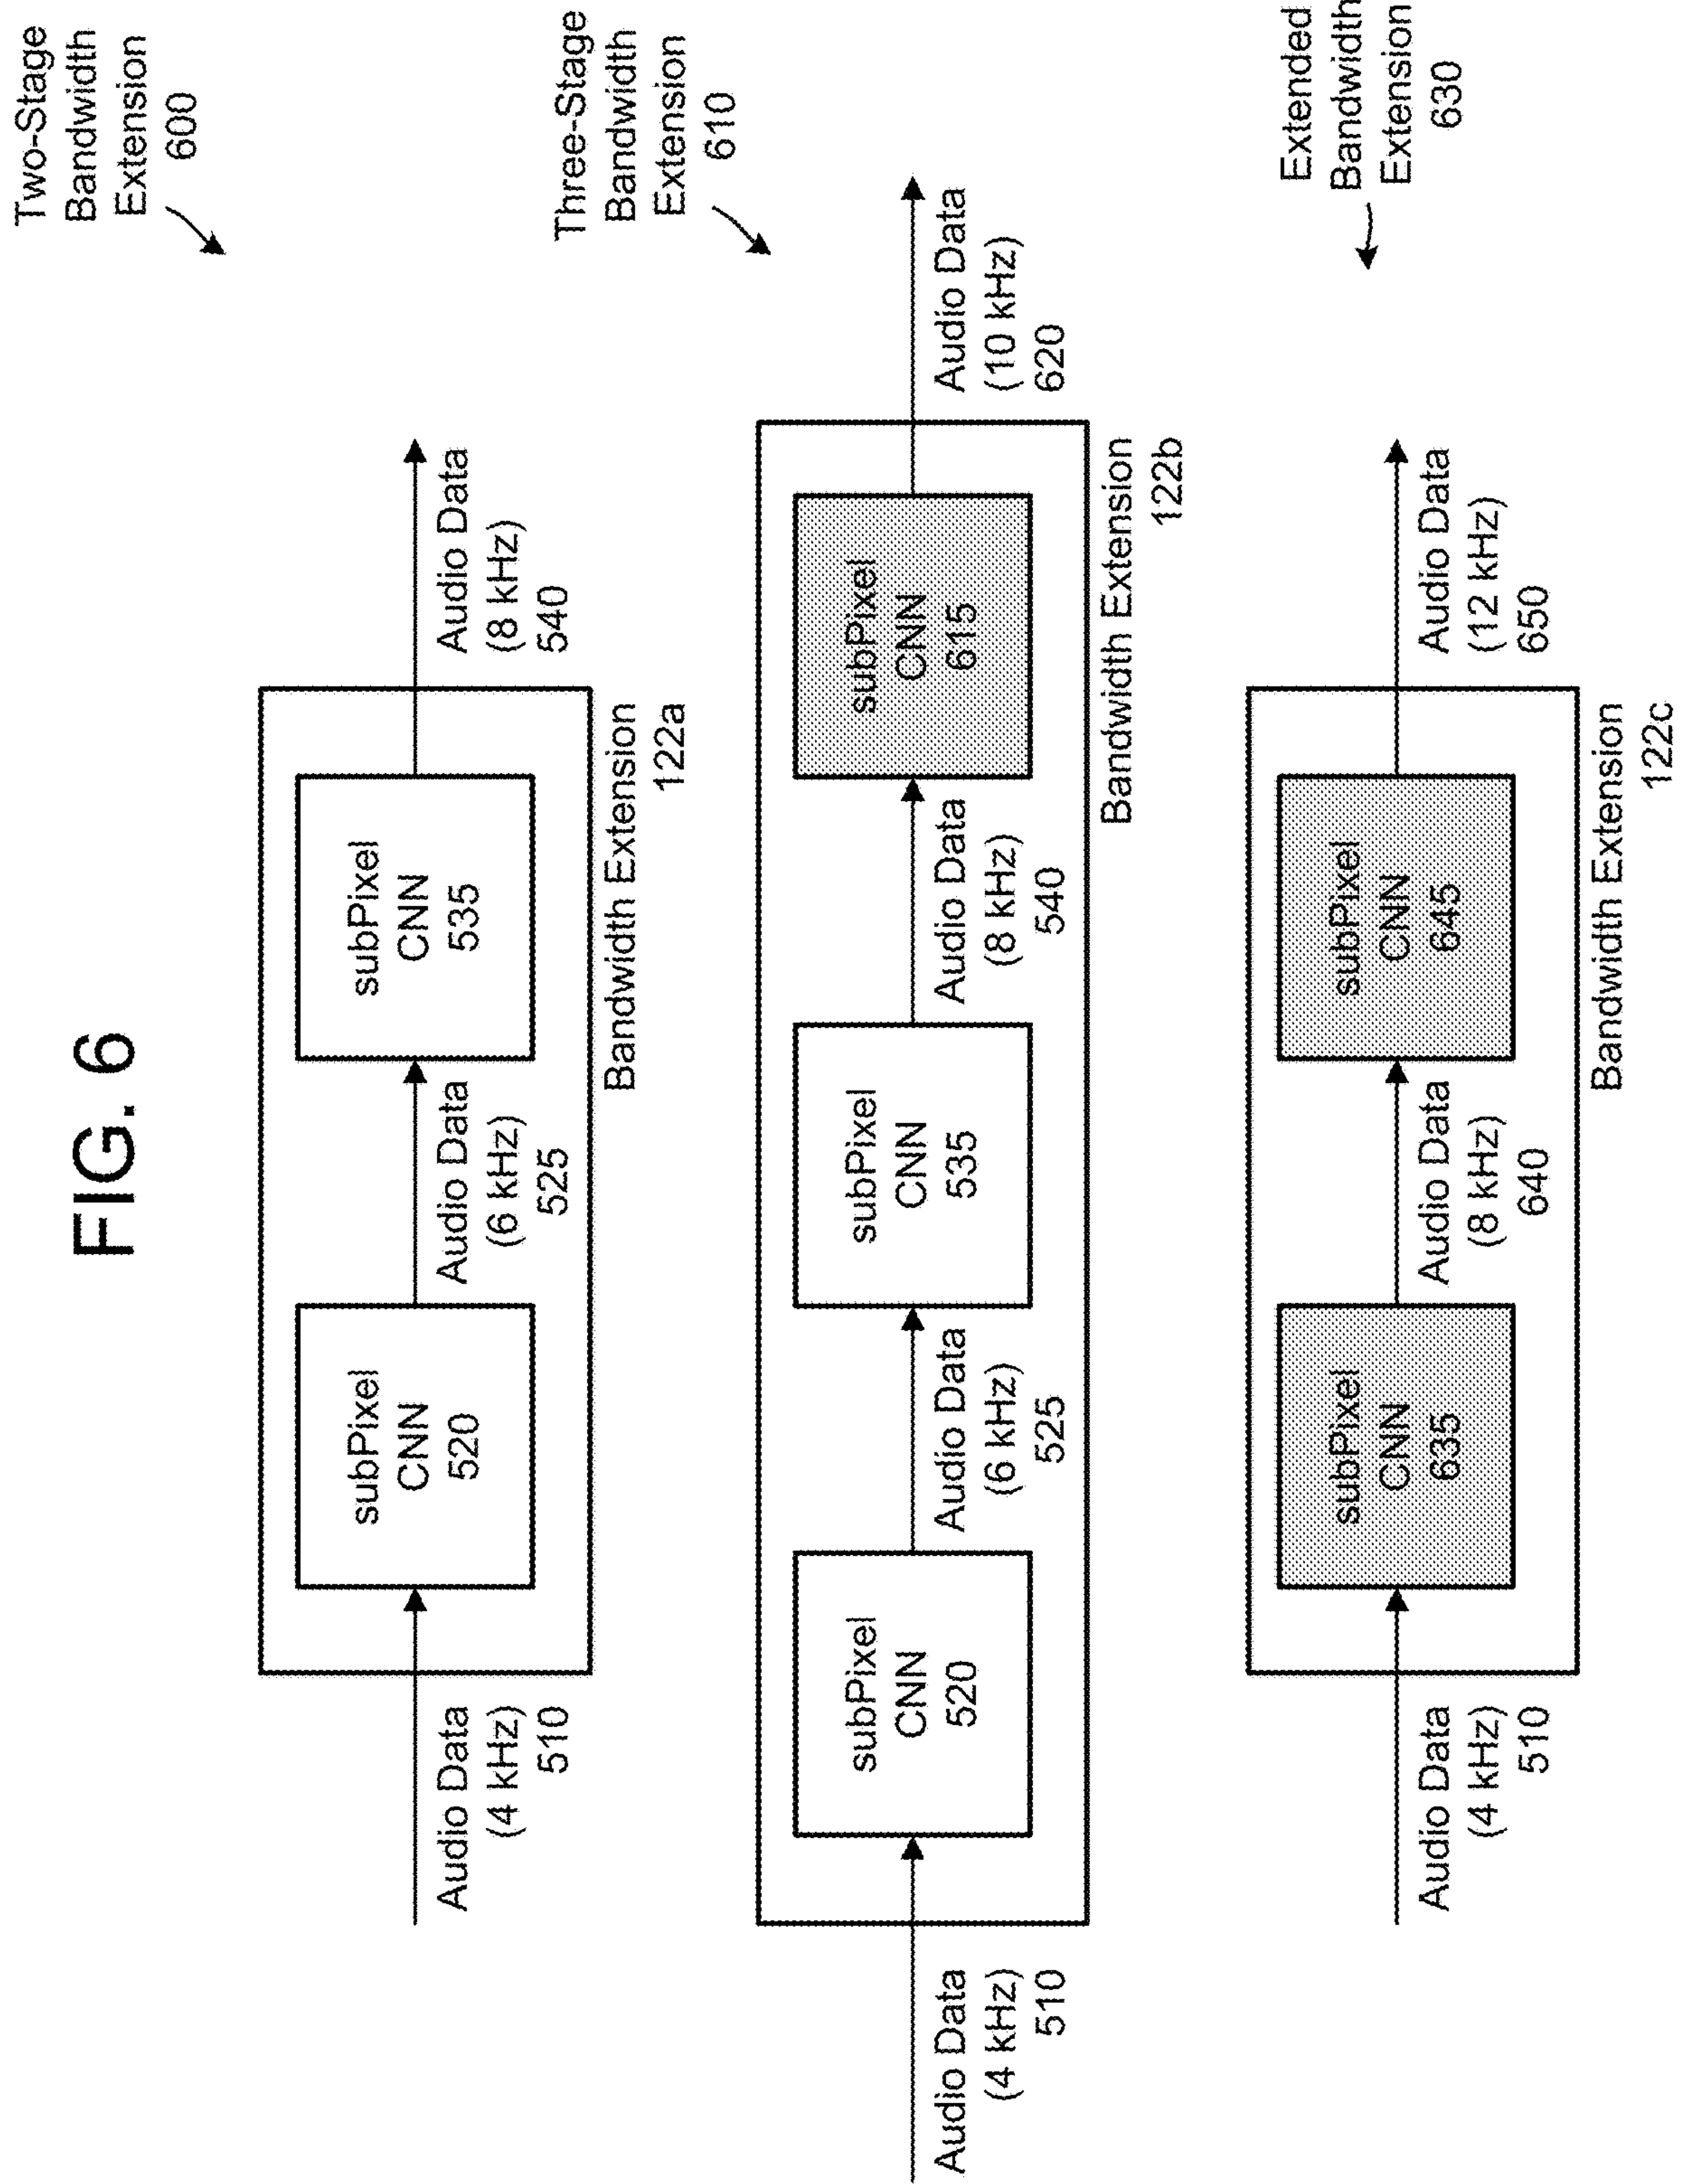 FIG. 6
Two-Stage
Bandwidth
Extension
600
Audio Data
(4 kHz)
510
subPixel
CNN
520
Audio Data
(6 kHz)
525
subPixel
CNN
535
Audio Data
(8 kHz)
540
Bandwidth Extension
122a
Three-Stage
Bandwidth
Extension
610
Audio Data
(4 kHz)
510
subPixel
CNN
520
Audio Data
(6 kHz)
525
subPixel
CNN
535
Audio Data
(8 kHz)
540
subPixel
CNN
615
Audio Data
(10 kHz)
620
Bandwidth Extension
122b
Extended
Bandwidth
Extension
630
Audio Data
(4 kHz)
510
subPixel
CNN
635
Audio Data
(8 kHz)
640
subPixel
CNN
645
Audio Data
(12 kHz)
650
Bandwidth Extension
122c